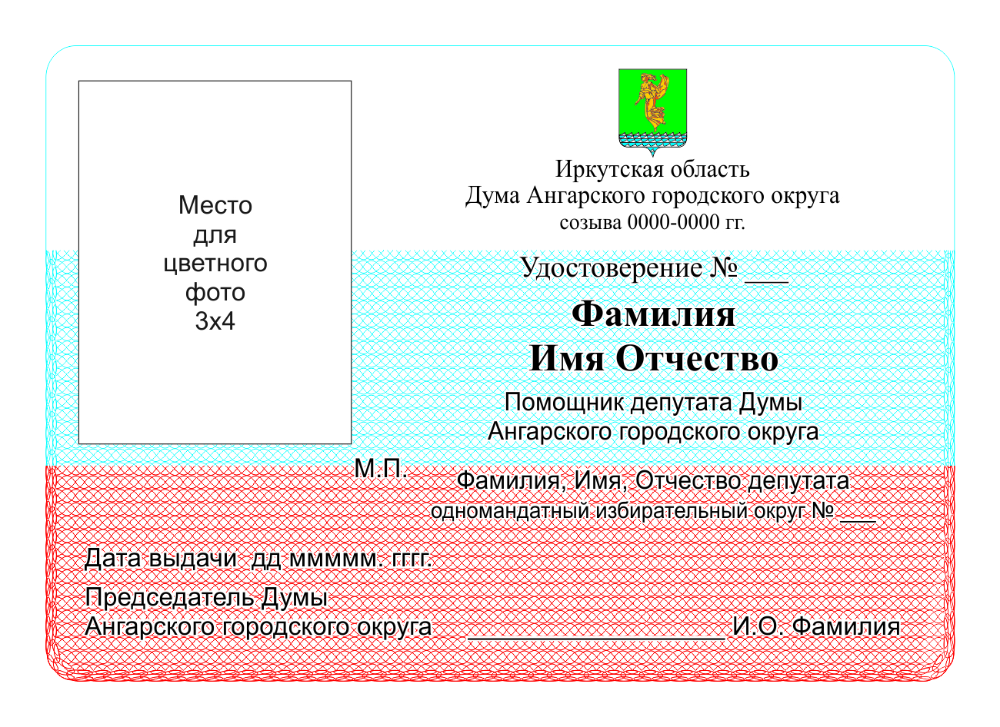 Место
для
цветного
фото
3х4
Иркутская область
Дума Ангарского городского округа
созыва 0000-0000 гг.
Удостоверение № ___
Фамилия
Имя Отчество
Помощник депутата Думы
Ангарского городского округа
М.П.
Фамилия, Имя, Отчество депутата
одномандатный избирательный округ № ___
Дата выдачи дд ммммм. гггг.
Председатель Думы
Ангарского городского округа ____________________ И.О. Фамилия